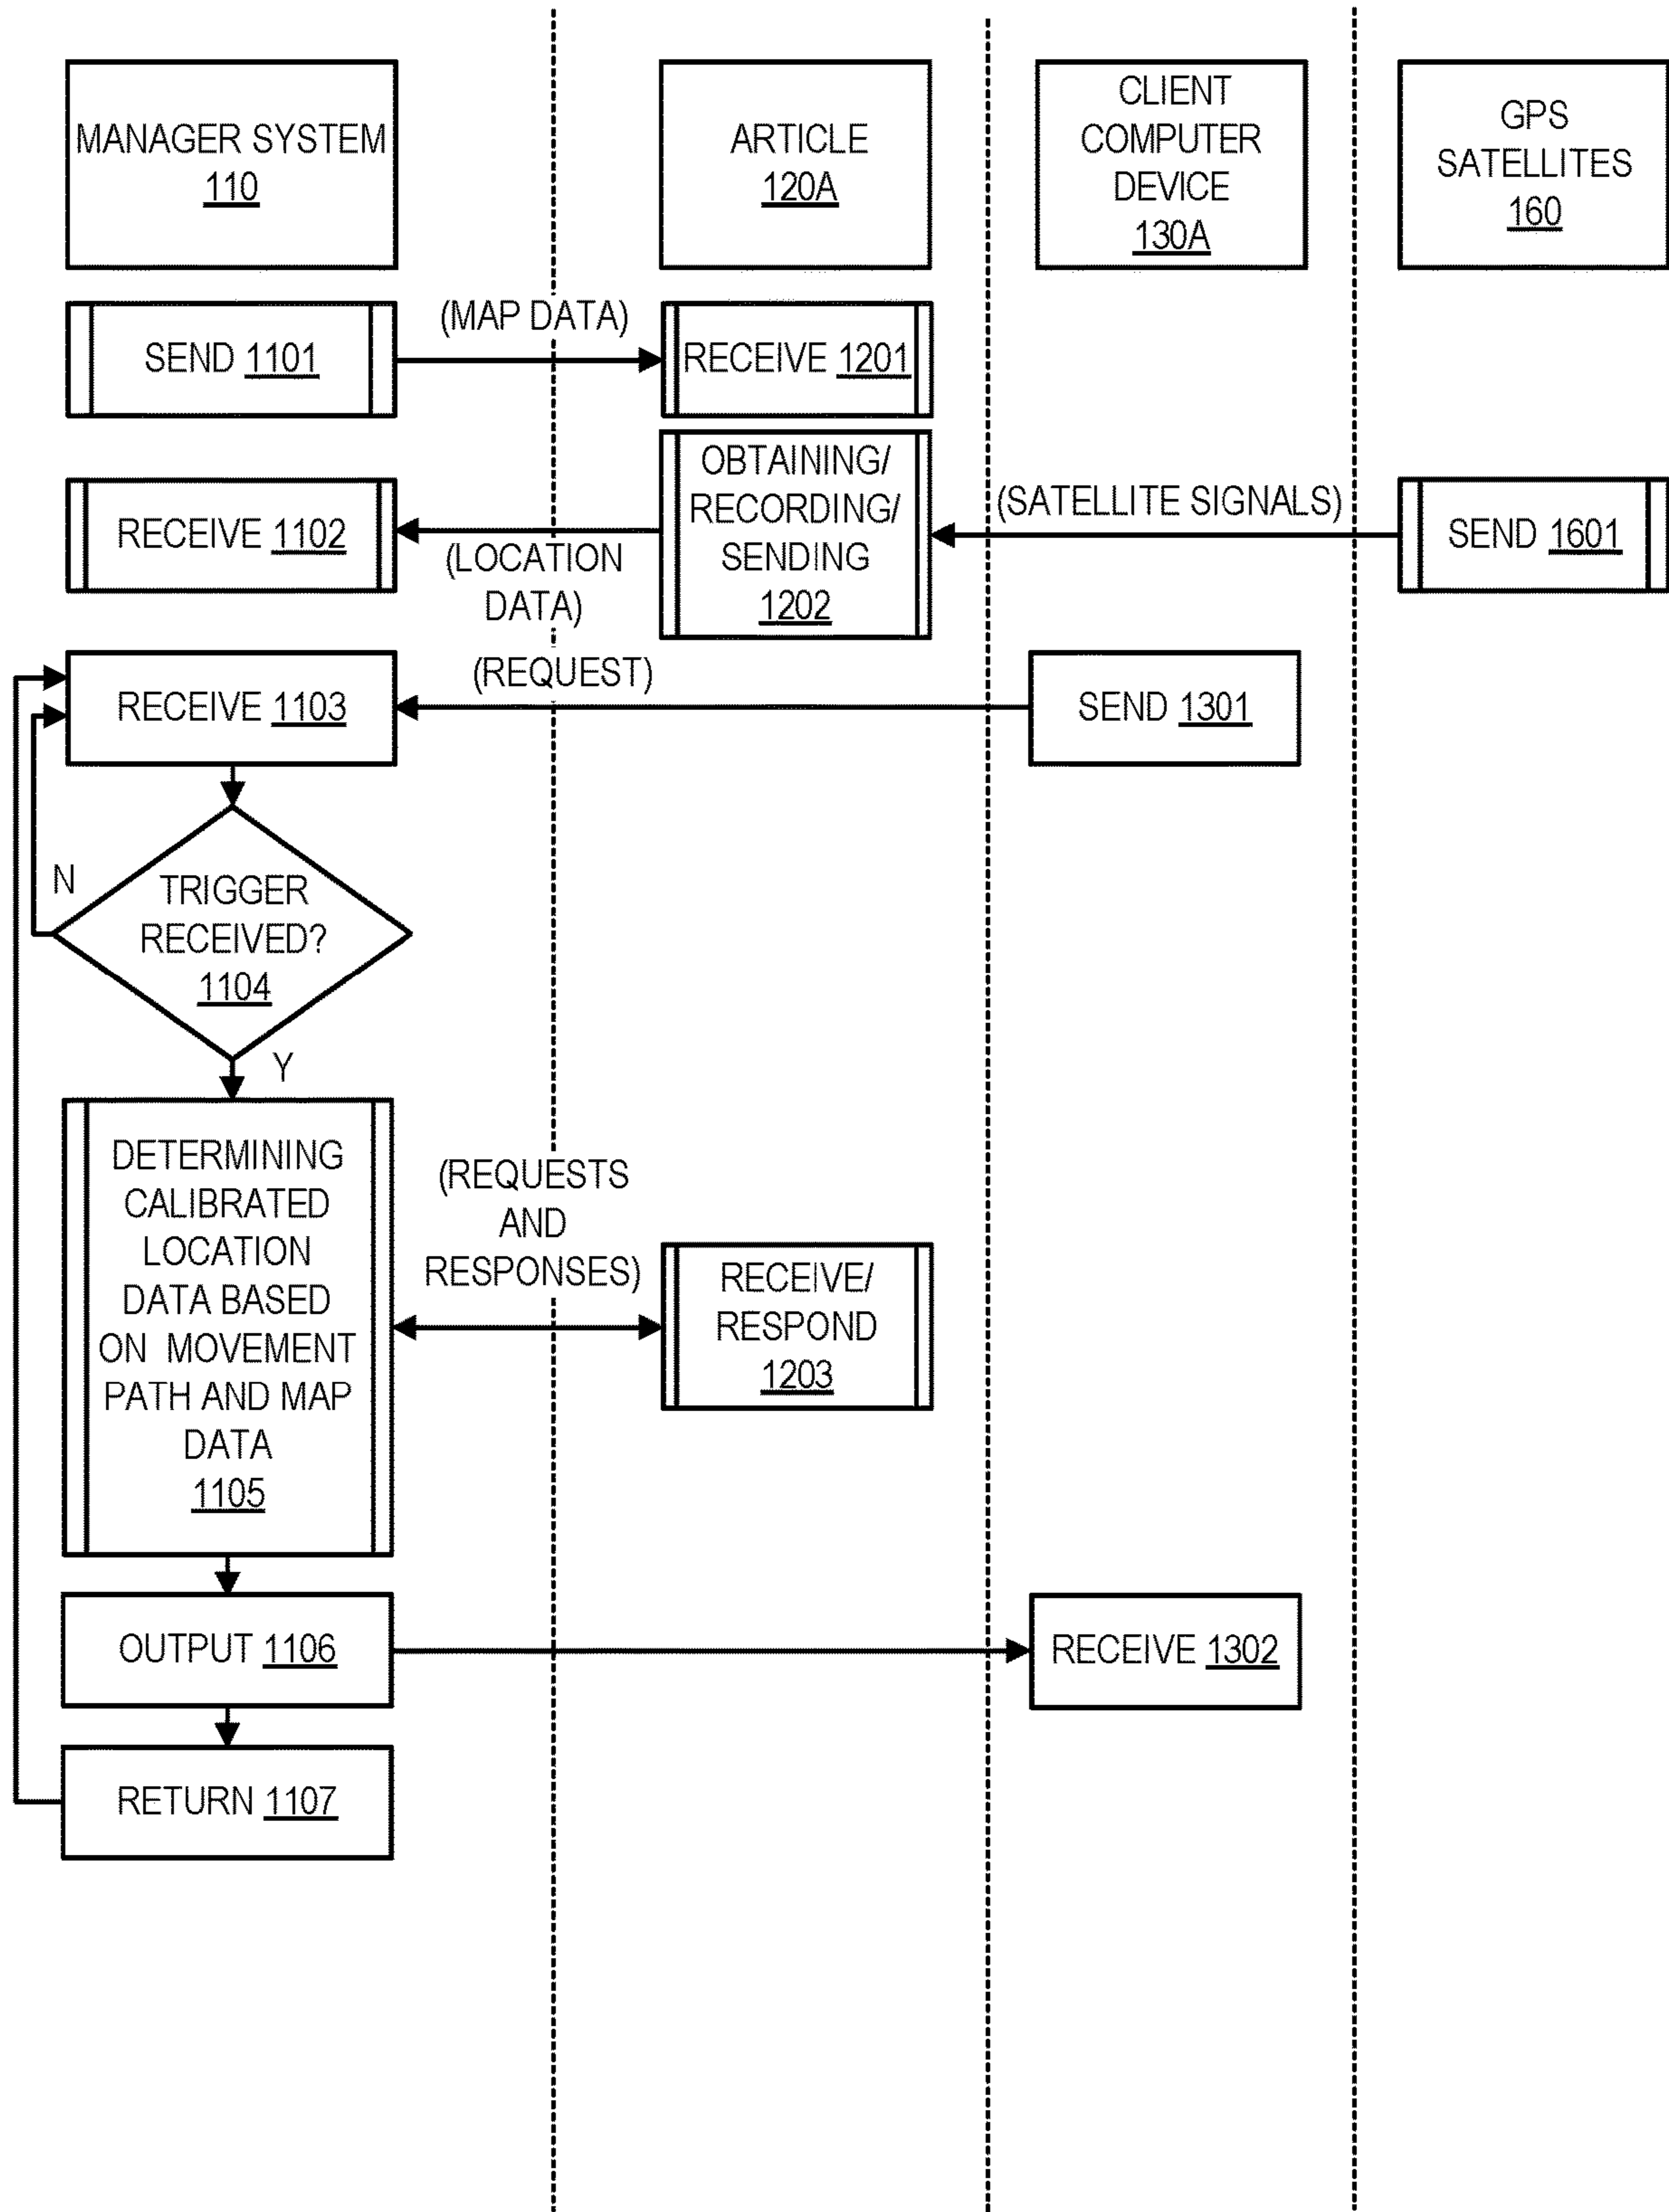 MANAGER SYSTEM
110
ARTICLE
120A
CLIENT
COMPUTER
DEVICE
130A
GPS
SATELLITES
160
SEND 1101
(MAP DATA)
RECEIVE 1201
RECEIVE 1102
(LOCATION
DATA)
OBTAINING/
RECORDING/
SENDING
1202
(SATELLITE SIGNALS)
SEND 1601
RECEIVE 1103
(REQUEST)
SEND 1301
N
TRIGGER
RECEIVED?
1104
Y
DETERMINING
CALIBRATED
LOCATION
DATA BASED
ON MOVEMENT
PATH AND MAP
DATA
1105
(REQUESTS
AND
RESPONSES)
RECEIVE/
RESPOND
1203
OUTPUT 1106
RECEIVE 1302
RETURN 1107